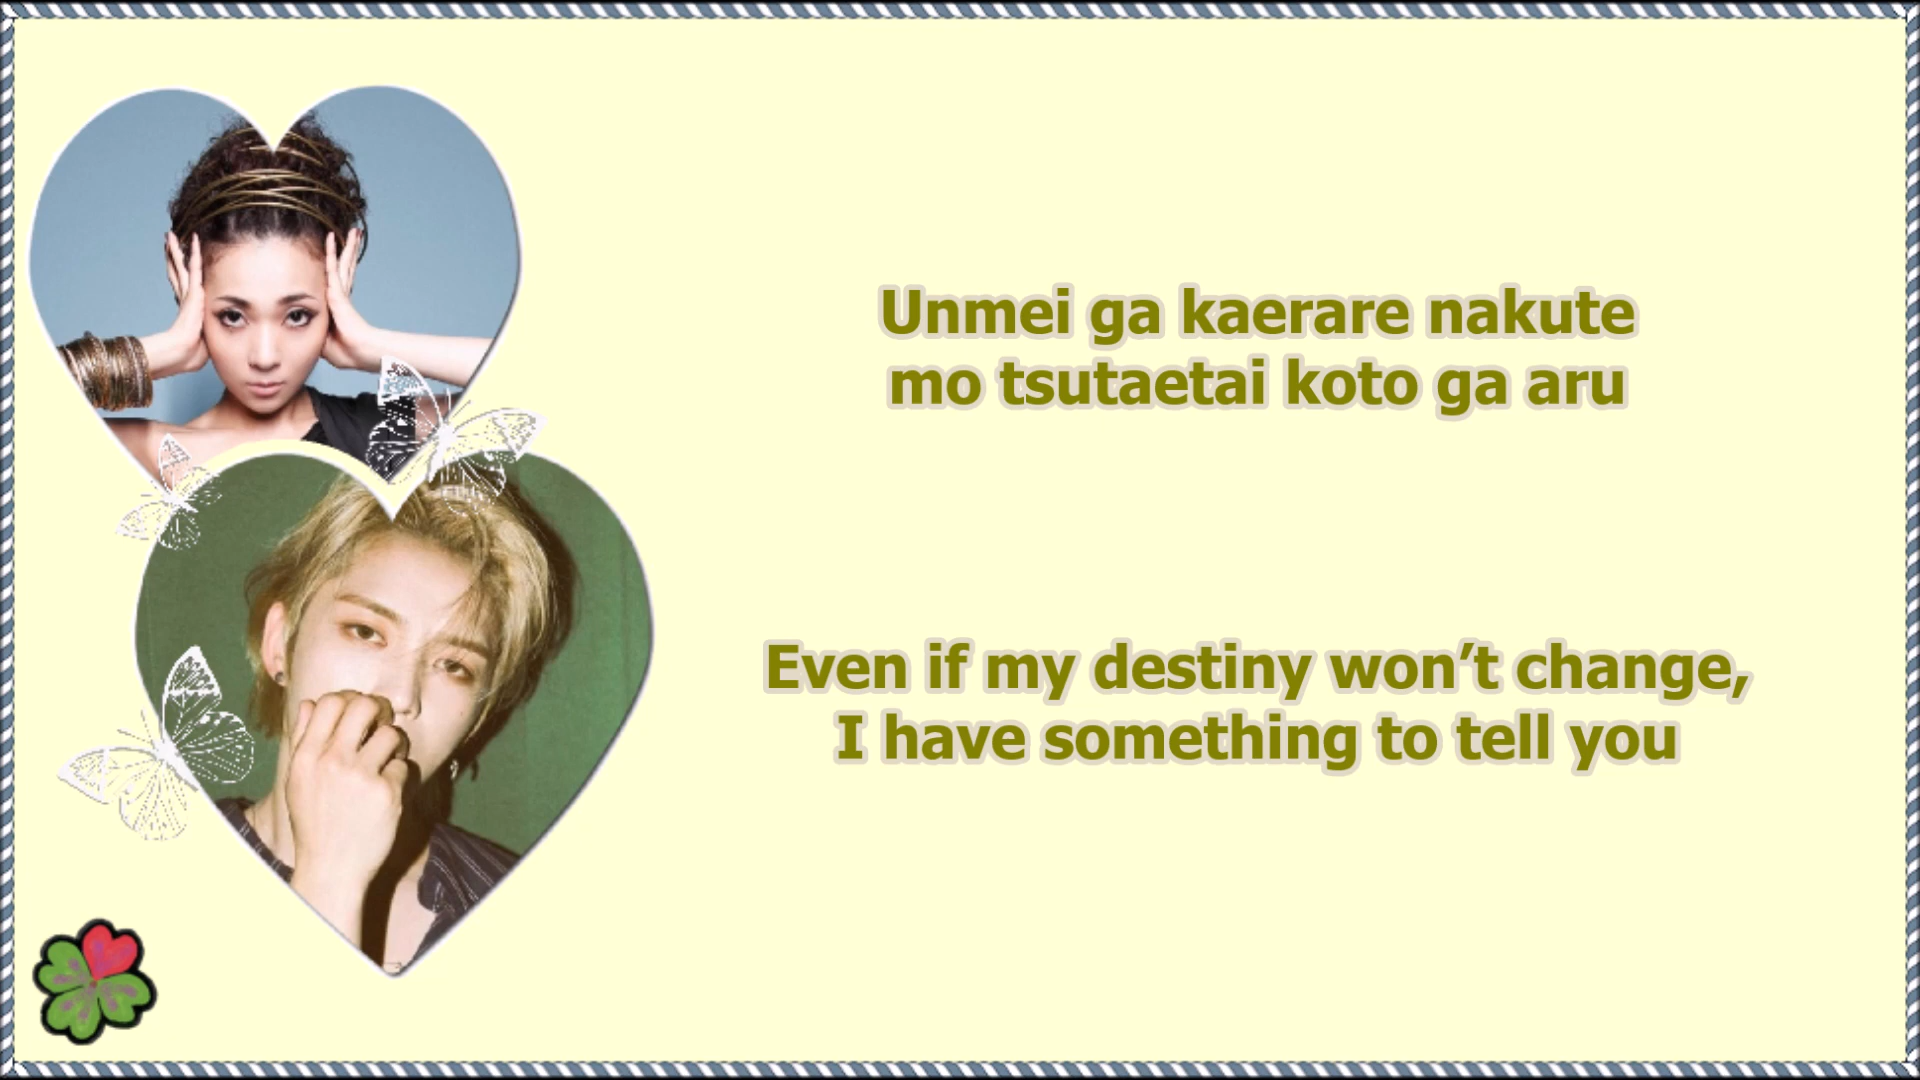 Unmei ga kaerare nakute
mo tsutaetai koto ga aru
Even if my destiny won’t change,
I have something to tell you